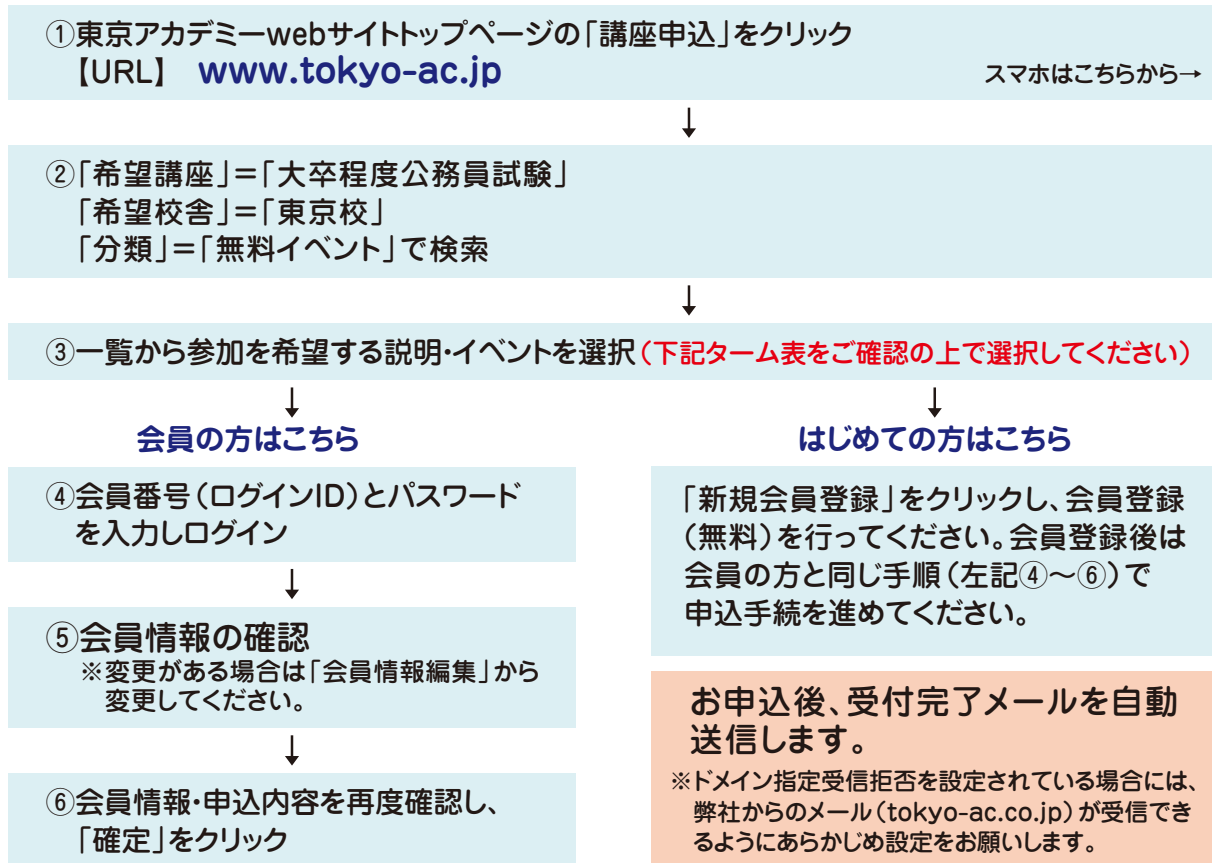 ①東京アカデミーwebサイトトップページの「講座申込」をクリック
【URL】 www.tokyo-ac.jp
スマホはこちらから→
↓
②「希望講座」=「大卒程度公務員試験」
「希望校舎」=「東京校」
「分類」=「無料イベント」で検索
↓
③一覧から参加を希望する説明・イベントを選択(下記ターム表をご確認の上で選択してください)
↓
会員の方はこちら
④会員番号(ログインID)とパスワード
を入力しログイン
↓
⑤会員情報の確認
※変更がある場合は「会員情報編集」から
変更してください。
↓
⑥会員情報・申込内容を再度確認し、
「確定」をクリック
↓
はじめての方はこちら
「新規会員登録」をクリックし、会員登録
(無料)を行ってください。会員登録後は
会員の方と同じ手順(左記④〜⑥)で
申込手続を進めてください。
お申込後、受付完了メールを自動
送信します。
※ドメイン指定受信拒否を設定されている場合には、
弊社からのメール(tokyo-ac.co.jp)が受信でき
るようにあらかじめ設定をお願いします。